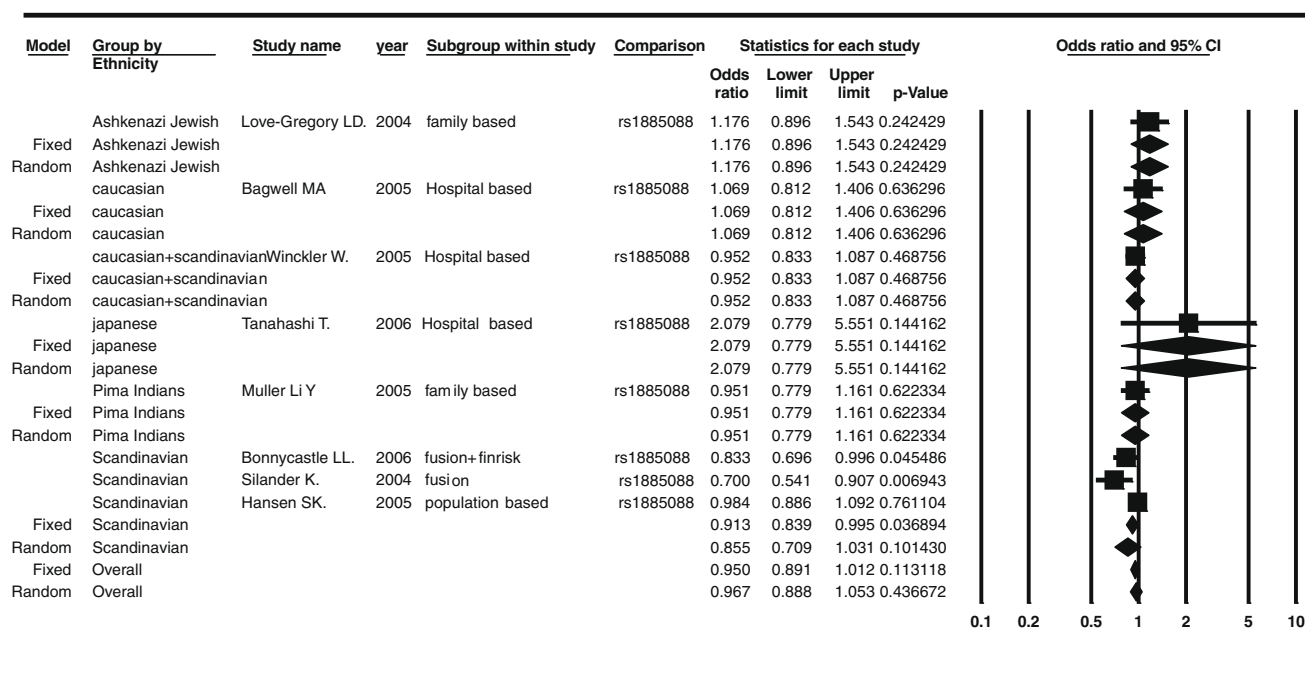 Model Group by Study name year Subgroup within study Comparison Statistics for each study Odds ratio and 95% CI
Ethnicity
Odds Lower Upper
ratio limit limit p-Value
Ashkenazi Jewish Love-Gregory LD. 2004 family based rs1885088 1.176 0.896 1.543 0.242429
Fixed Ashkenazi Jewish 1.176 0.896 1.543 0.242429
Random Ashkenazi Jewish 1.176 0.896 1.543 0.242429
caucasian Bagwell MA 2005 Hospital based rs1885088 1.069 0.812 1.406 0.636296
Fixed caucasian 1.069 0.812 1.406 0.636296
Random caucasian 1.069 0.812 1.406 0.636296
caucasian+scandinavianWinckler W. 2005 Hospital based rs1885088 0.952 0.833 1.087 0.468756
Fixed caucasian+scandinavian 0.952 0.833 1.087 0.468756
Random caucasian+scandinavian 0.952 0.833 1.087 0.468756
japanese Tanahashi T. 2006 Hospital based rs1885088 2.079 0.779 5.551 0.144162
Fixed japanese 2.079 0.779 5.551 0.144162
Random japanese 2.079 0.779 5.551 0.144162
Pima Indians Muller Li Y 2005 family based rs1885088 0.951 0.779 1.161 0.622334
Fixed Pima Indians 0.951 0.779 1.161 0.622334
Random Pima Indians 0.951 0.779 1.161 0.622334
Scandinavian Bonnycastle LL. 2006 fusion+finrisk rs1885088 0.833 0.696 0.996 0.045486
Scandinavian Silander K. 2004 fusion rs1885088 0.700 0.541 0.907 0.006943
Scandinavian Hansen SK. 2005 population based rs1885088 0.984 0.886 1.092 0.761104
Fixed Scandinavian 0.913 0.839 0.995 0.036894
Random Scandinavian 0.855 0.709 1.031 0.101430
Fixed Overall 0.950 0.891 1.012 0.113118
Random Overall 0.967 0.888 1.053 0.436672
0.1 0.2 0.5 1 2 5 10